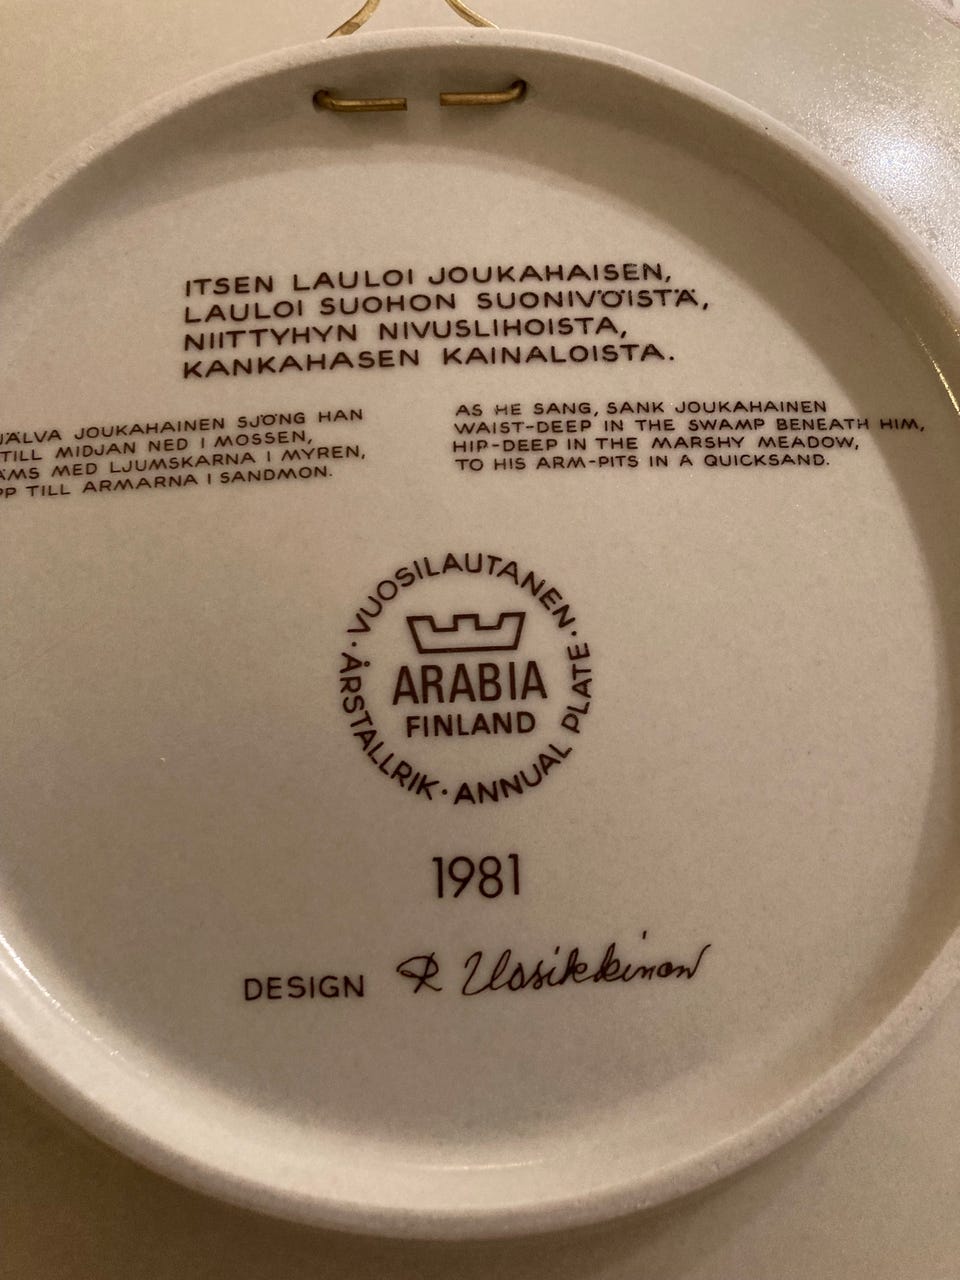 ITSEN LAULOI JOUKAHAISEN,
LAULOI SUOHON SUONIVÖISTÄ,
NIITTYHYN NIVUSLIHOISTA,
KANKAHASEN KAINALOISTA.
JOUKAHAINEN SJÖNG HAN
TILL MIDJAN NED I MOSSEN,
MED LJUMSKARNA I MYREN,
TILL ARMARNA I SANDMON.
AS HE SANG, SANK JOUKAHAINEN
WAIST-DEEP IN THE SWAMP BENEATH HIM,
HIP-DEEP IN THE MARSHY MEADOW,
TO HIS ARM-PITS IN A QUICKSAND.
· VUOSILAUTANEN · ANNUAL PLATE · ÅRSTALLRIK
ARABIA
FINLAND
1981
DESIGN R Uosikkinen